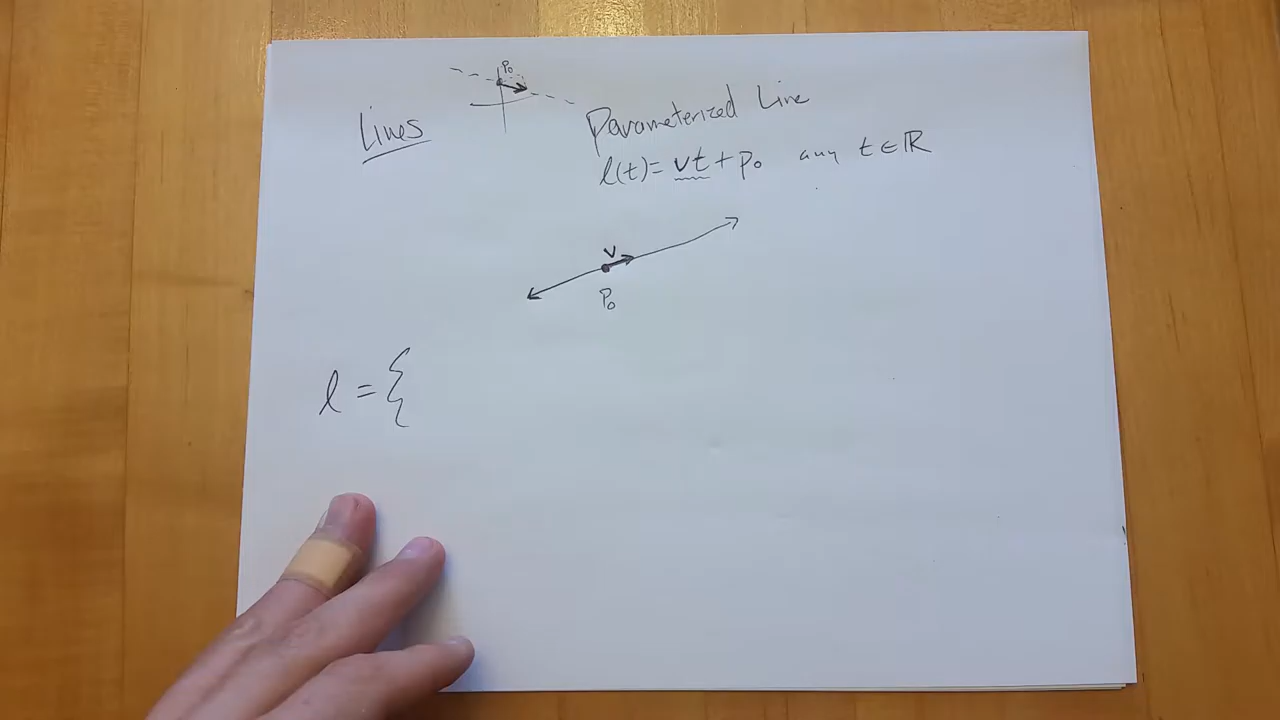 P₀
Lines
Parameterized Line
l(t) = vt + p₀ any t ∈ ℝ
v
P₀
l = {